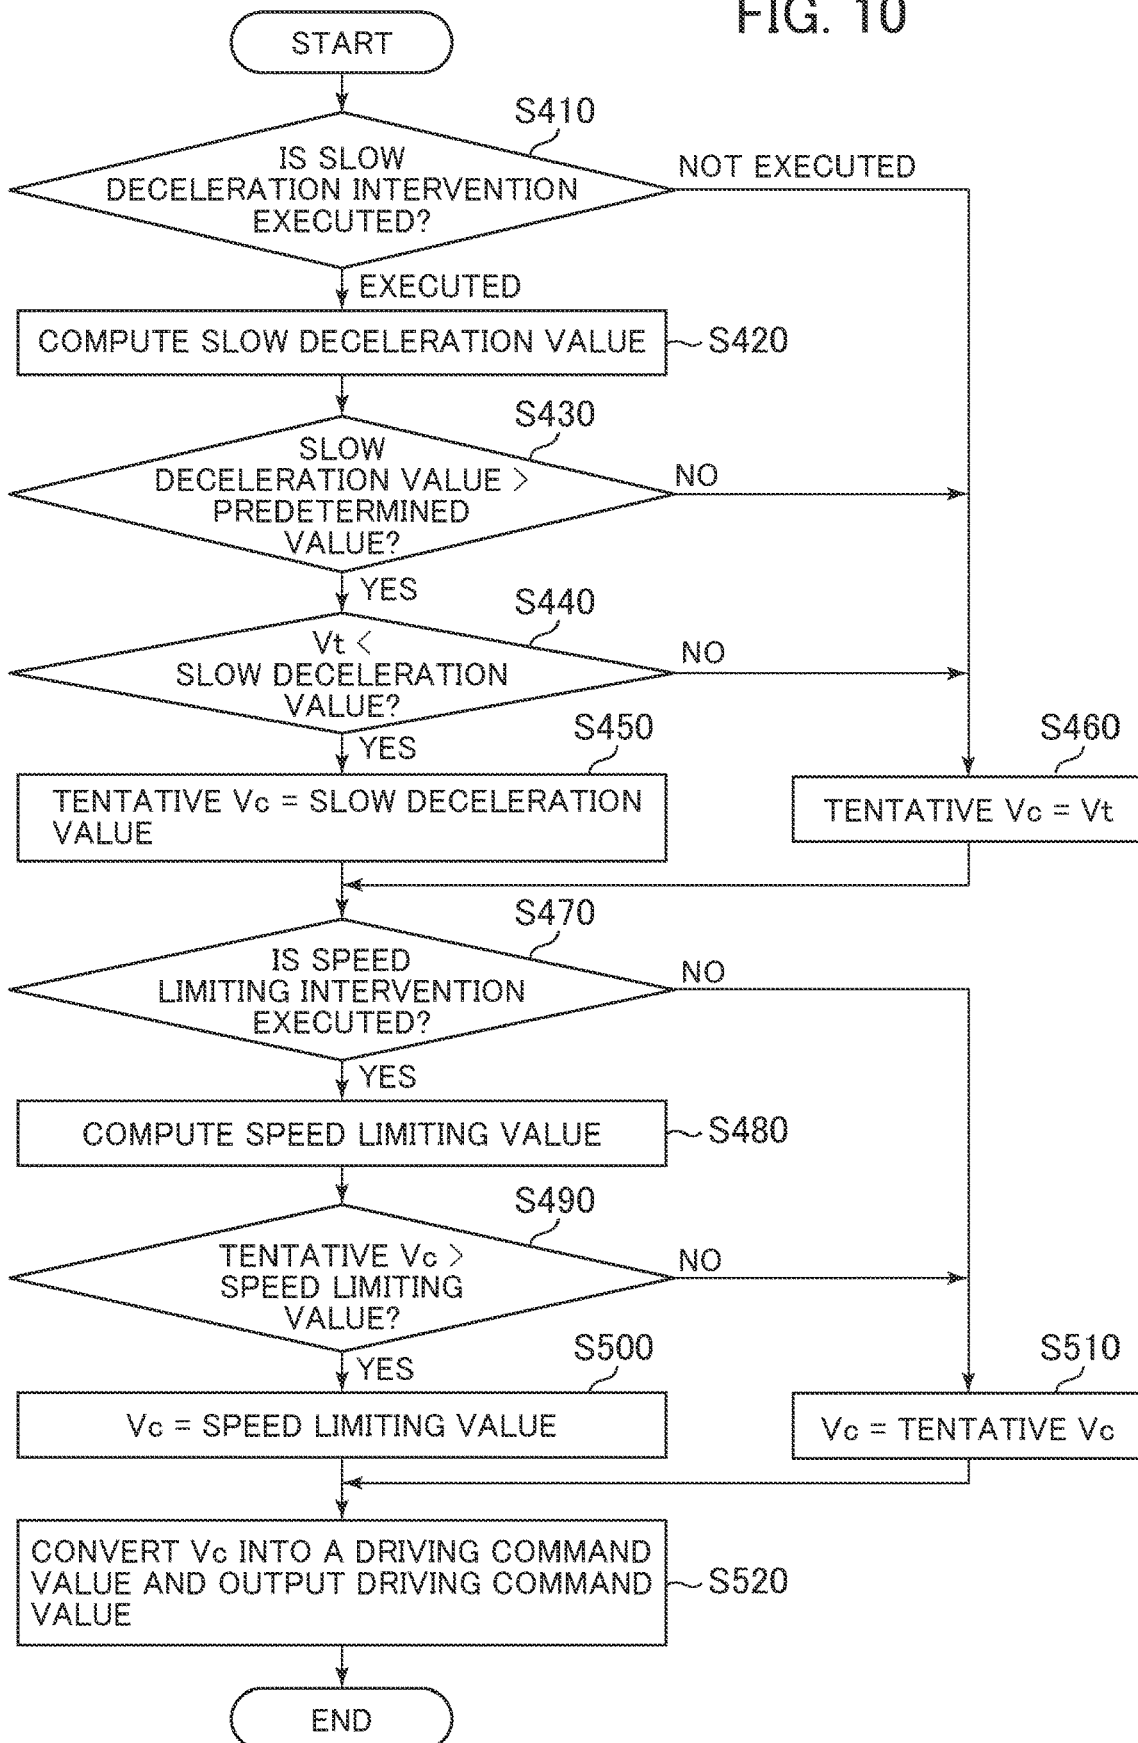 FIG. 10
START
S410
IS SLOW
DECELERATION INTERVENTION
EXECUTED?
NOT EXECUTED
EXECUTED
COMPUTE SLOW DECELERATION VALUE
S420
S430
SLOW
DECELERATION VALUE >
PREDETERMINED
VALUE?
NO
YES
S440
Vt <
SLOW DECELERATION
VALUE?
NO
YES
S450
S460
TENTATIVE Vc = SLOW DECELERATION
VALUE
TENTATIVE Vc = Vt
S470
IS SPEED
LIMITING INTERVENTION
EXECUTED?
NO
YES
COMPUTE SPEED LIMITING VALUE
S480
S490
TENTATIVE Vc >
SPEED LIMITING
VALUE?
NO
YES
S500
S510
Vc = SPEED LIMITING VALUE
Vc = TENTATIVE Vc
CONVERT Vc INTO A DRIVING COMMAND
VALUE AND OUTPUT DRIVING COMMAND
VALUE
S520
END